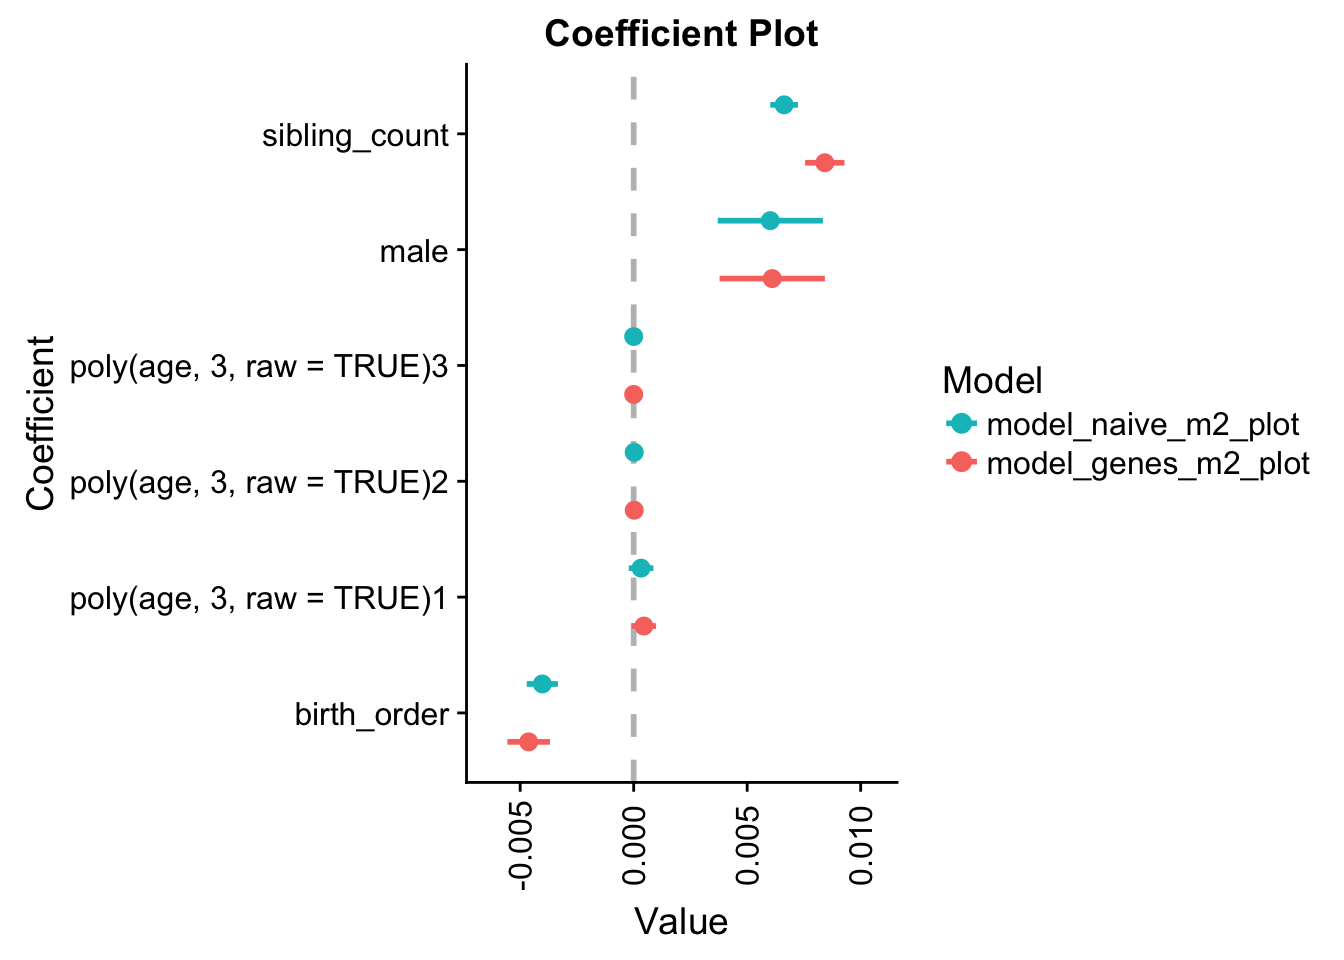 Coefficient Plot
sibling_count
male
poly(age, 3, raw = TRUE)3
poly(age, 3, raw = TRUE)2
poly(age, 3, raw = TRUE)1
birth_order
Coefficient
-0.005
0.000
0.005
0.010
Value
Model
model_naive_m2_plot
model_genes_m2_plot